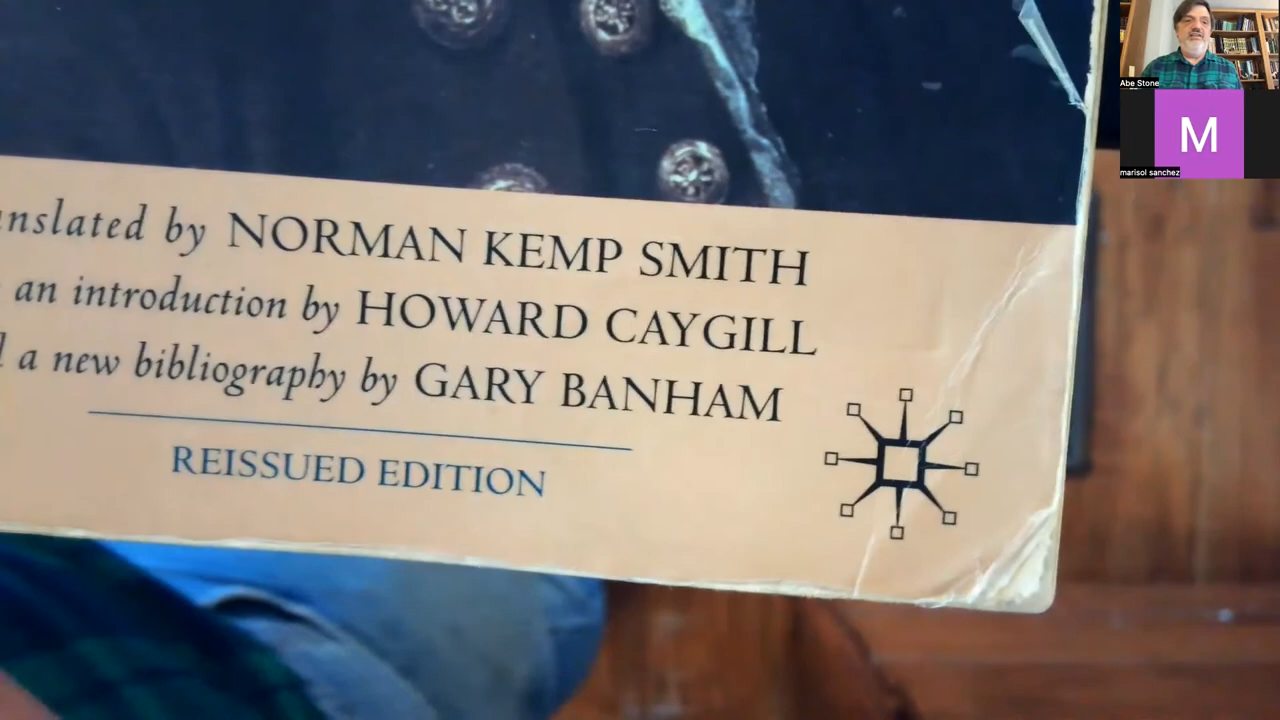 by NORMAN KEMP SMITH
an introduction by HOWARD CAYGILL
a new bibliography by GARY BANHAM
REISSUED EDITION
Abe Stone
M
marisol sanchez